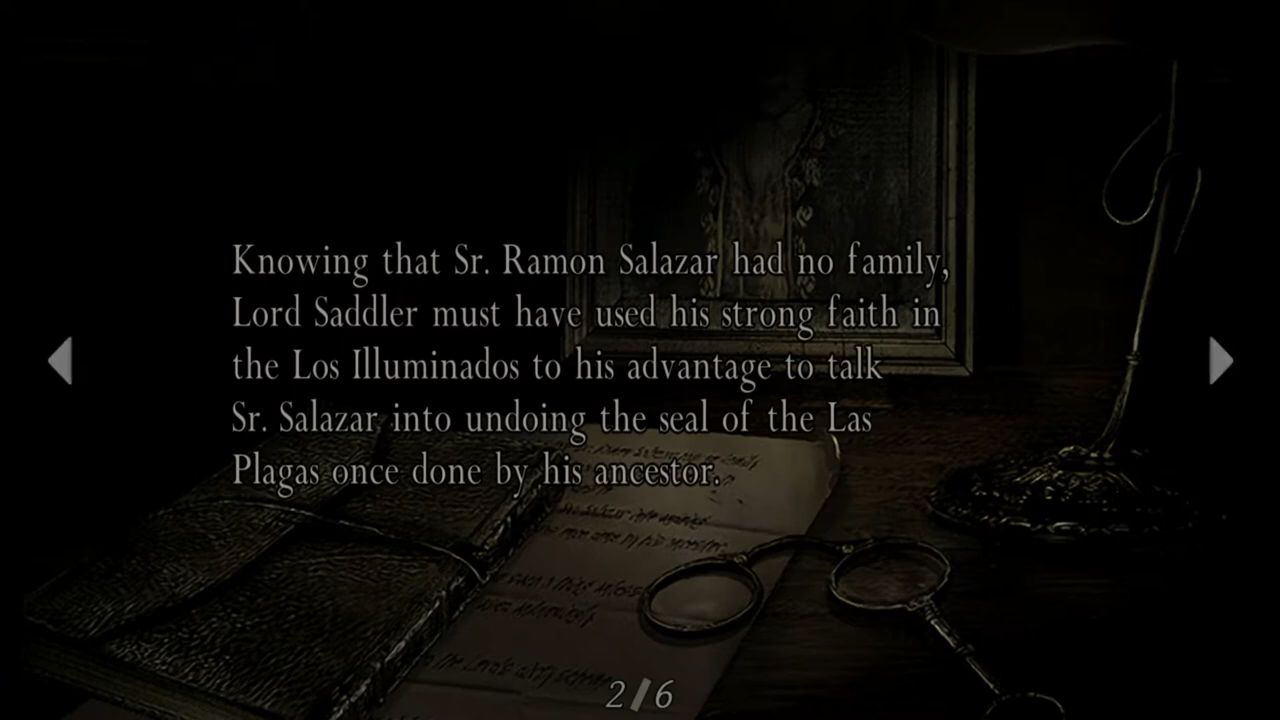 Knowing that Sr. Ramon Salazar had no family,
Lord Saddler must have used his strong faith in
the Los Illuminados to his advantage to talk
Sr. Salazar into undoing the seal of the Las
Plagas once done by his ancestor.
2/6